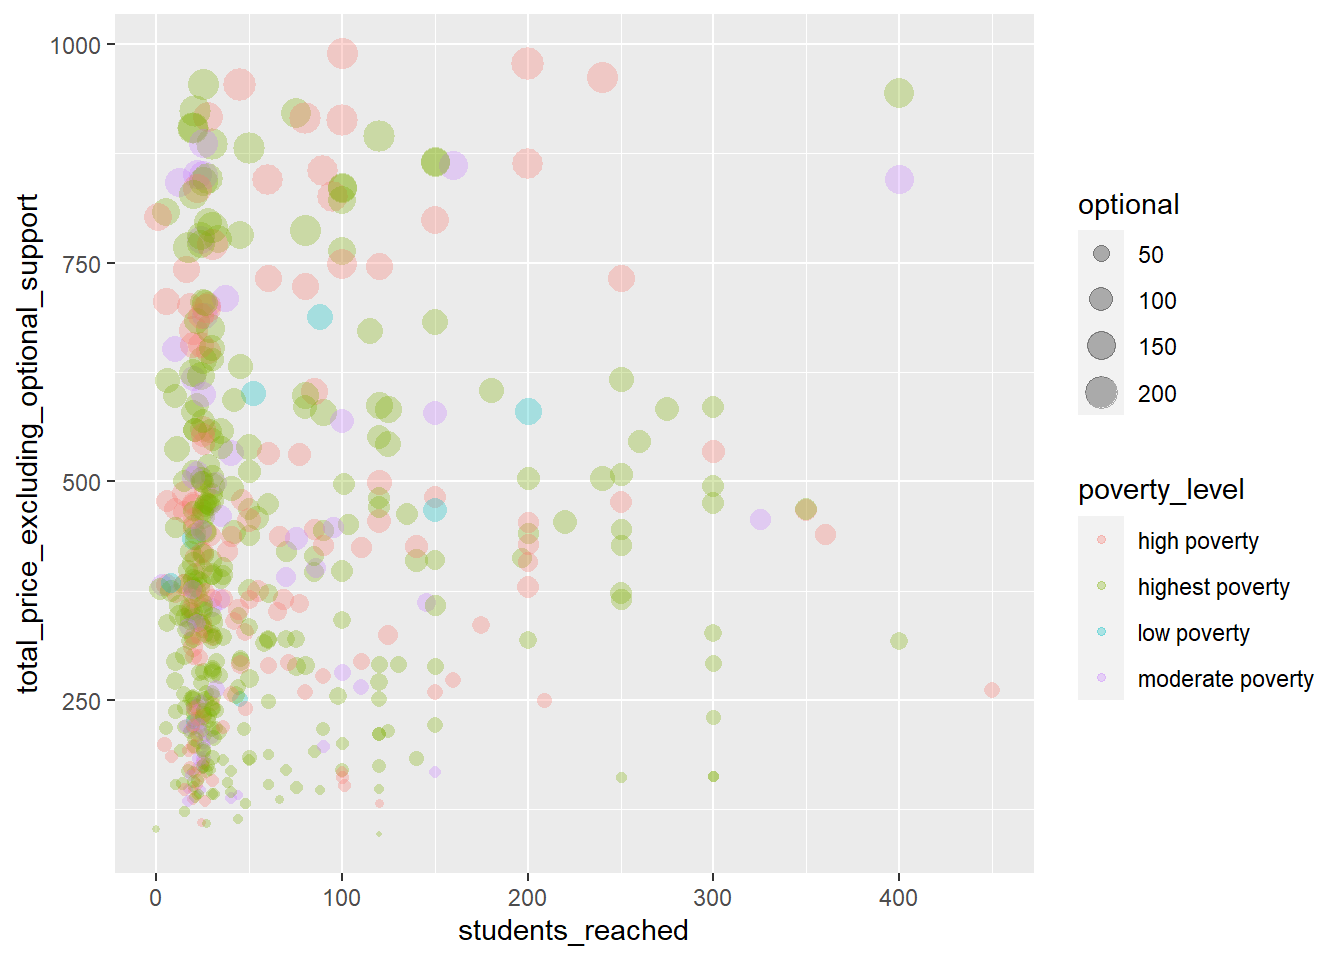 1000
750
500
250
0
100
200
300
400
students_reached
total_price_excluding_optional_support
optional
50
100
150
200
poverty_level
high poverty
highest poverty
low poverty
moderate poverty